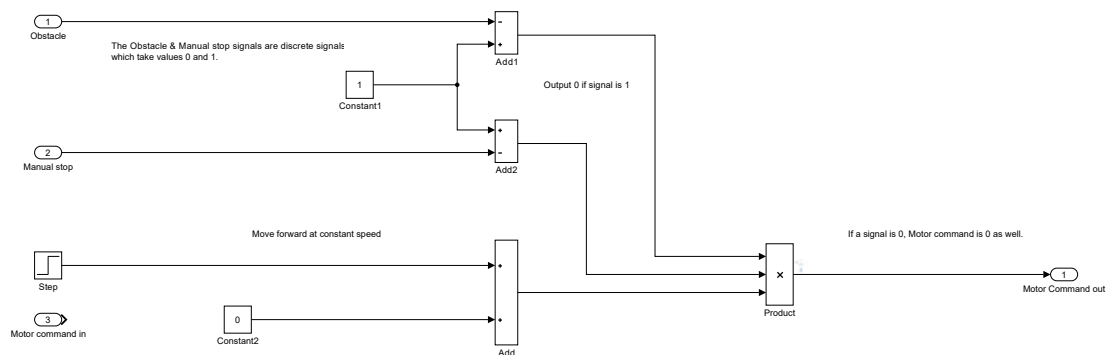 1
Obstacle
The Obstacle & Manual stop signals are discrete signals
which take values 0 and 1.
Add1
1
Constant1
Output 0 if signal is 1
2
Manual stop
Add2
Move forward at constant speed
If a signal is 0, Motor command is 0 as well.
Step
×
Product
1
Motor Command out
3
Motor command in
0
Constant2
Add